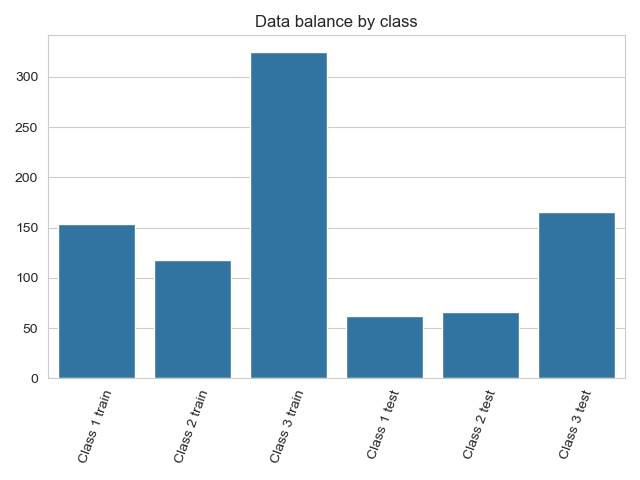 Data balance by class
300
250
200
150
100
50
0
Class 1 train
Class 2 train
Class 3 train
Class 1 test
Class 2 test
Class 3 test